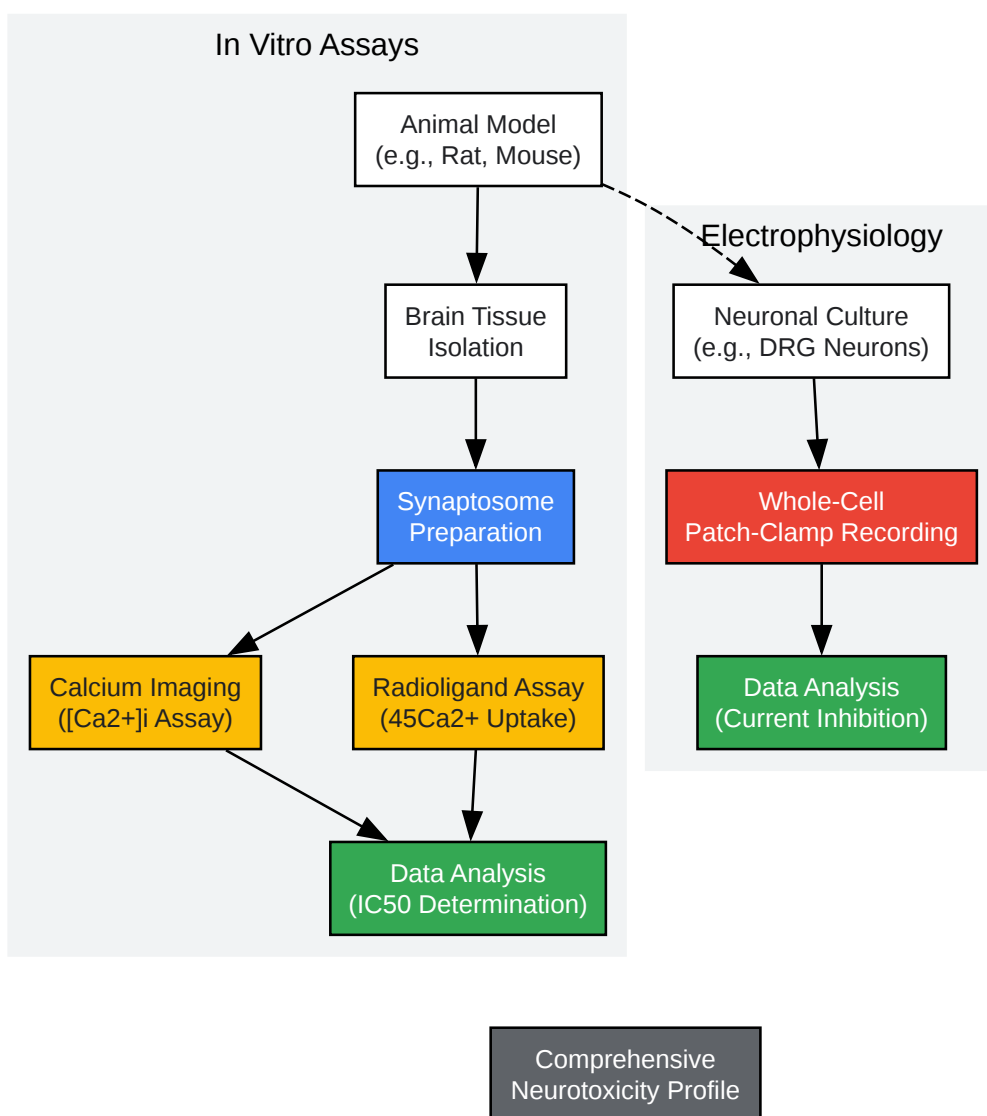 In Vitro Assays
Animal Model
(e.g., Rat, Mouse)
Electrophysiology
Brain Tissue
Isolation
Neuronal Culture
(e.g., DRG Neurons)
Synaptosome
Preparation
Whole-Cell
Patch-Clamp Recording
Calcium Imaging
([Ca2+]i Assay)
Radioligand Assay
(45Ca2+ Uptake)
Data Analysis
(Current Inhibition)
Data Analysis
(IC50 Determination)
Comprehensive
Neurotoxicity Profile